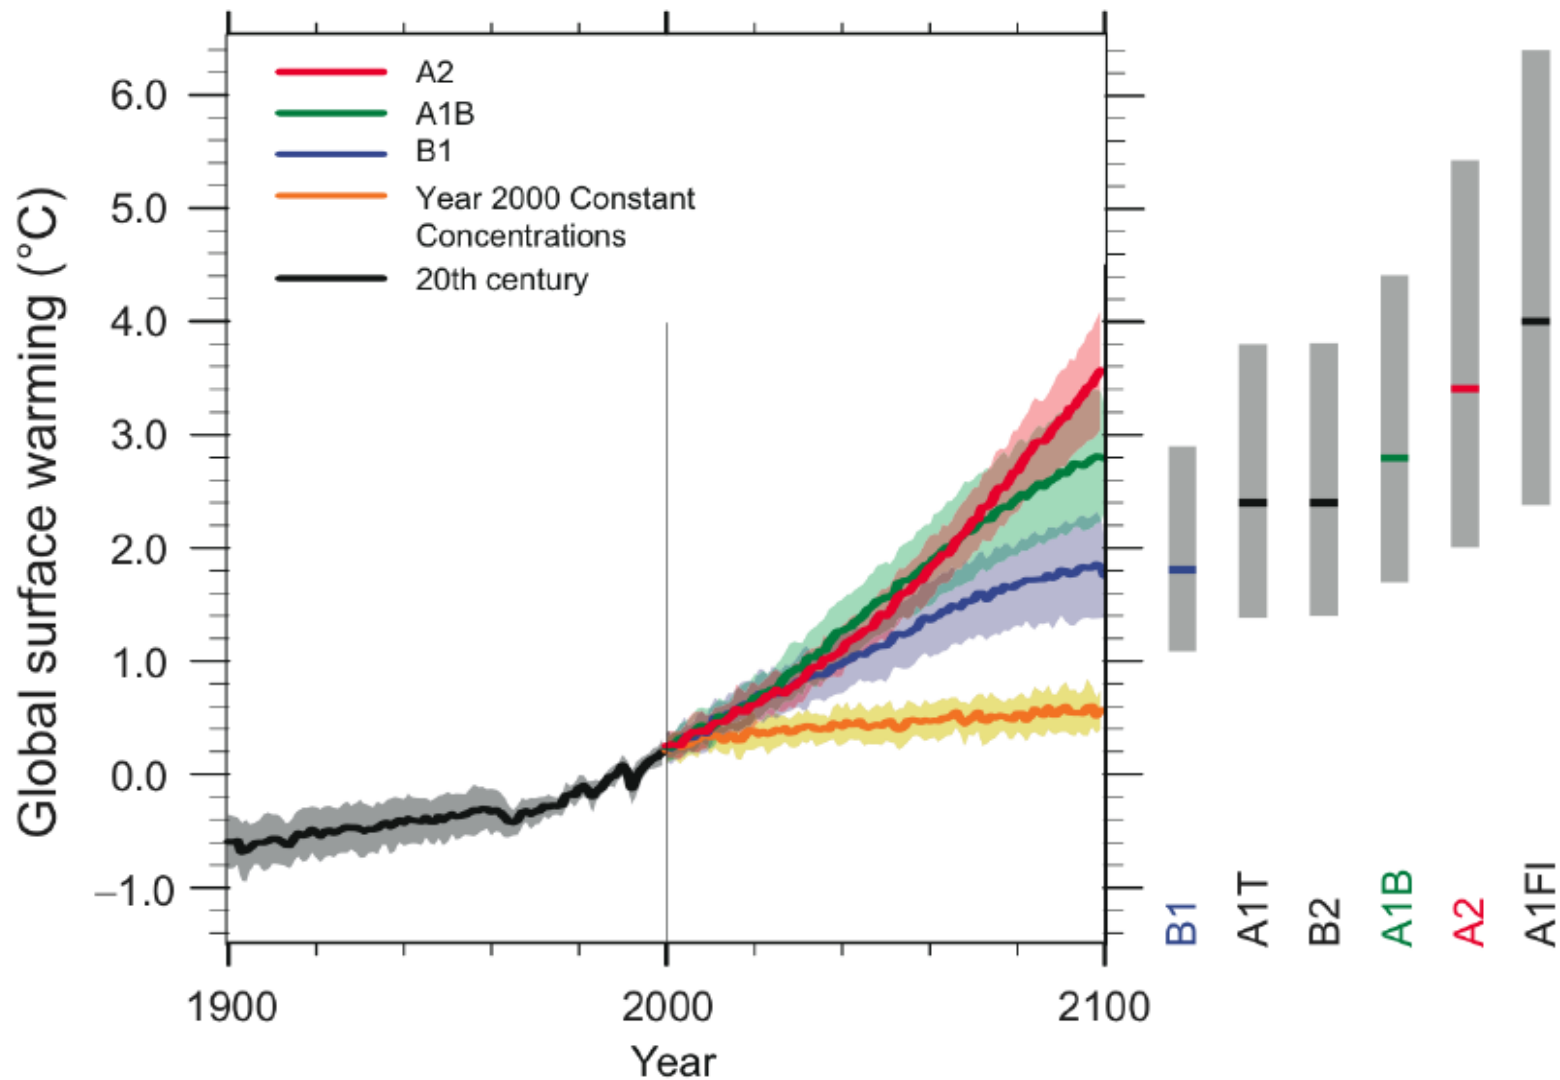 A2
A1B
B1
Year 2000 Constant
Concentrations
20th century
Global surface warming (°C)
6.0
5.0
4.0
3.0
2.0
1.0
0.0
−1.0
1900
2000
2100
Year
B1
A1T
B2
A1B
A2
A1FI